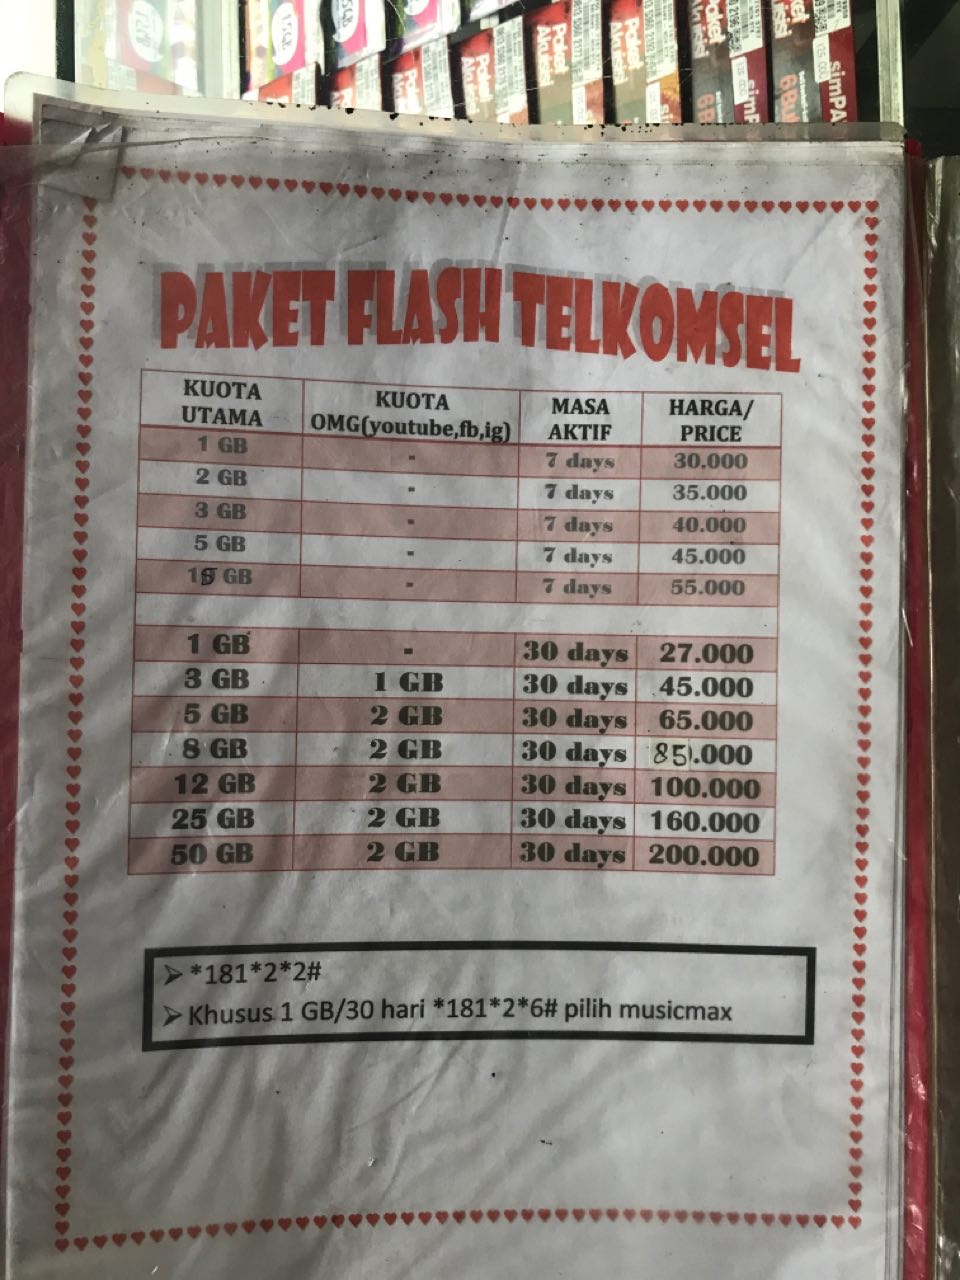 Paket
Akuisisi
Paket
Akuisisi
simPA
PAKET FLASH TELKOMSEL
KUOTA UTAMA KUOTA OMG(youtube,fb,ig) MASA AKTIF HARGA/ PRICE
1 GB - 7 days 30.000
2 GB - 7 days 35.000
3 GB - 7 days 40.000
5 GB - 7 days 45.000
GB - 7 days 55.000
1 GB - 30 days 27.000
3 GB 1 GB 30 days 45.000
5 GB 2 GB 30 days 65.000
8 GB 2 GB 30 days 85.000
12 GB 2 GB 30 days 100.000
25 GB 2 GB 30 days 160.000
50 GB 2 GB 30 days 200.000
➢ *181*2*2#
➢ Khusus 1 GB/30 hari *181*2*6# pilih musicmax